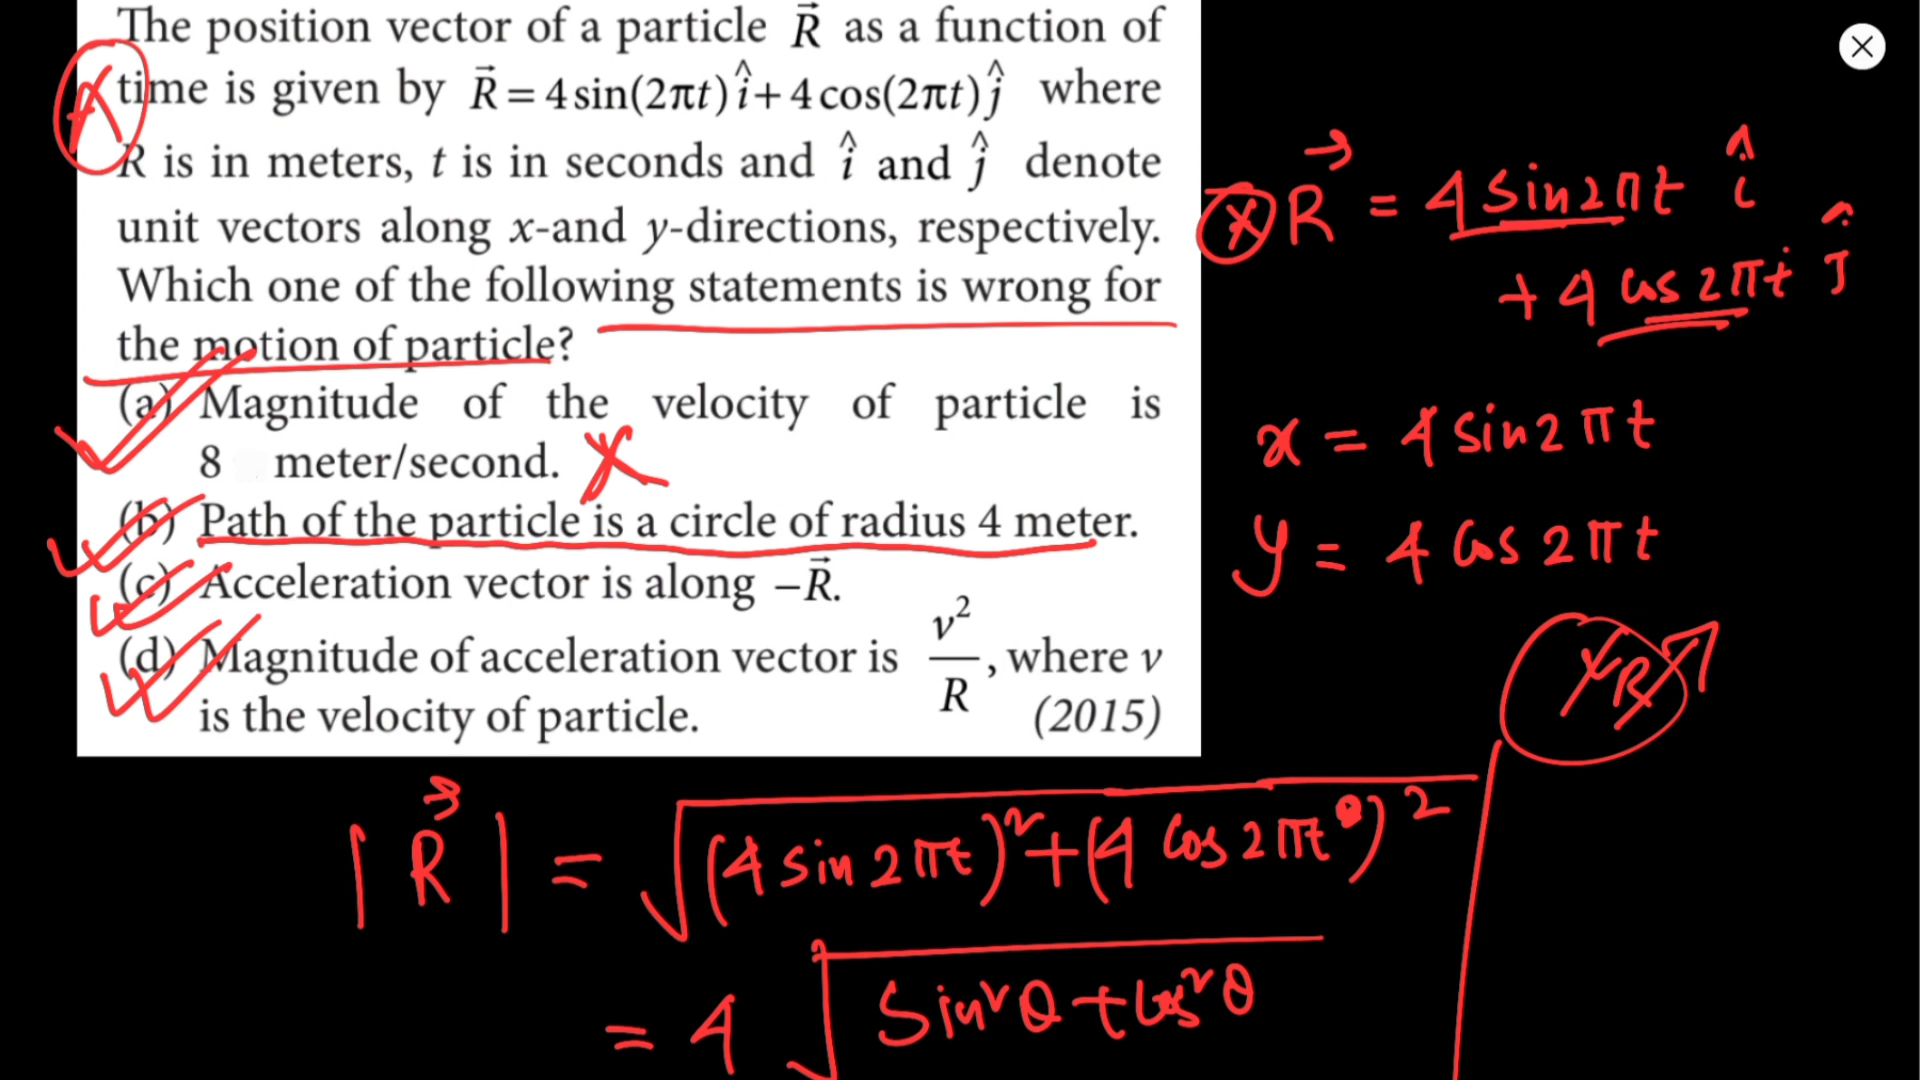 The position vector of a particle R⃗ as a function of
time is given by R⃗ = 4 sin(2πt) î + 4 cos(2πt) ĵ where
R is in meters, t is in seconds and î and ĵ denote
unit vectors along x-and y-directions, respectively.
Which one of the following statements is wrong for
the motion of particle?
(a) Magnitude of the velocity of particle is
8 meter/second.
(b) Path of the particle is a circle of radius 4 meter.
(c) Acceleration vector is along −R⃗.
(d) Magnitude of acceleration vector is v²/R, where v
is the velocity of particle. (2015)
R⃗ = 4 sin2πt î
+ 4 cos 2πt ĵ
x = 4 sin2πt
y = 4 cos 2πt
R
|R⃗| = √((4 sin 2πt)² + (4 cos 2πt)²)
= 4 √(sin²θ + cos²θ)